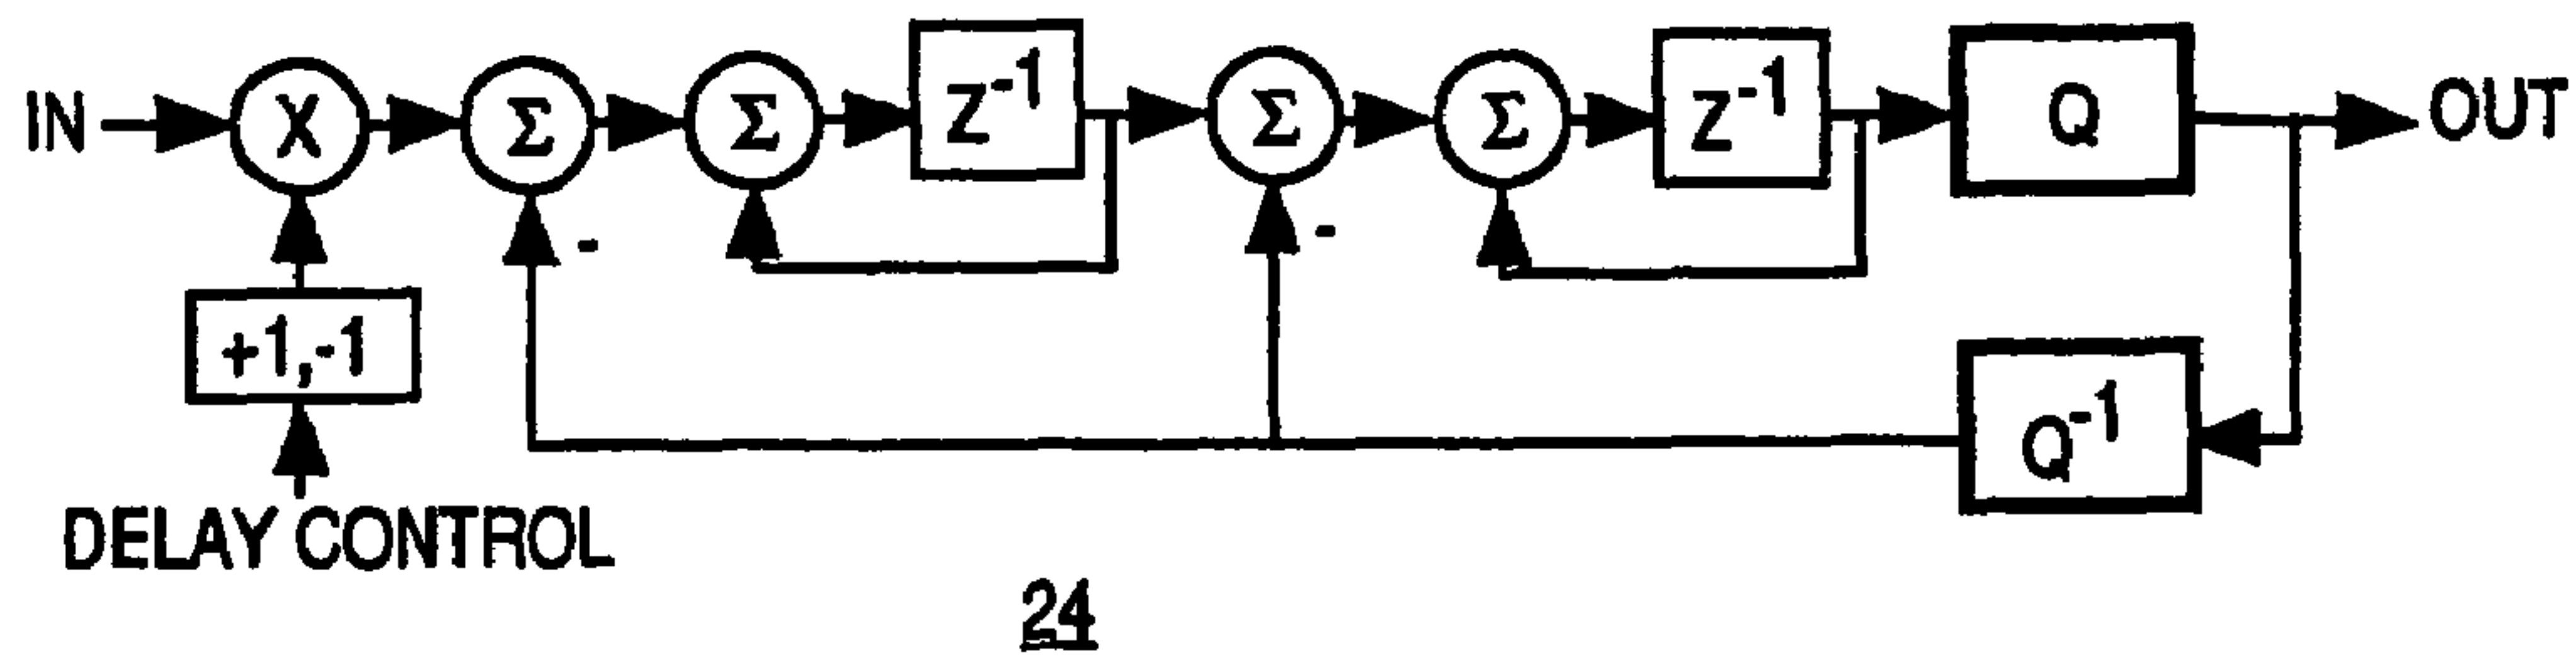 IN X Σ Σ Z-1 Σ Σ Z-1 Q OUT
- -
+1,-1
Q-1
DELAY CONTROL
24